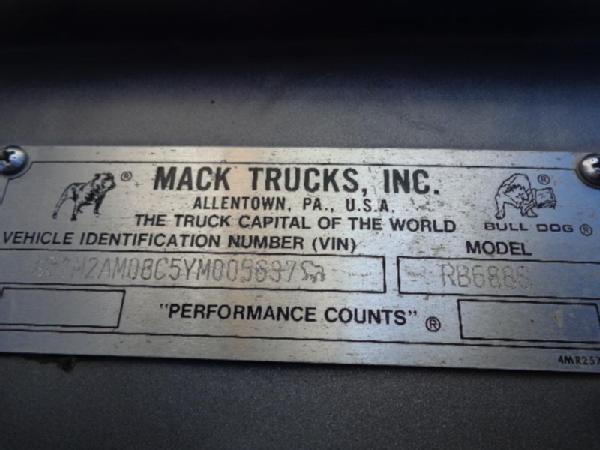 MACK TRUCKS, INC.
ALLENTOWN, PA., U.S.A.
THE TRUCK CAPITAL OF THE WORLD
BULL DOG ®
®
VEHICLE IDENTIFICATION NUMBER (VIN)
MODEL
RB688S
"PERFORMANCE COUNTS" ®